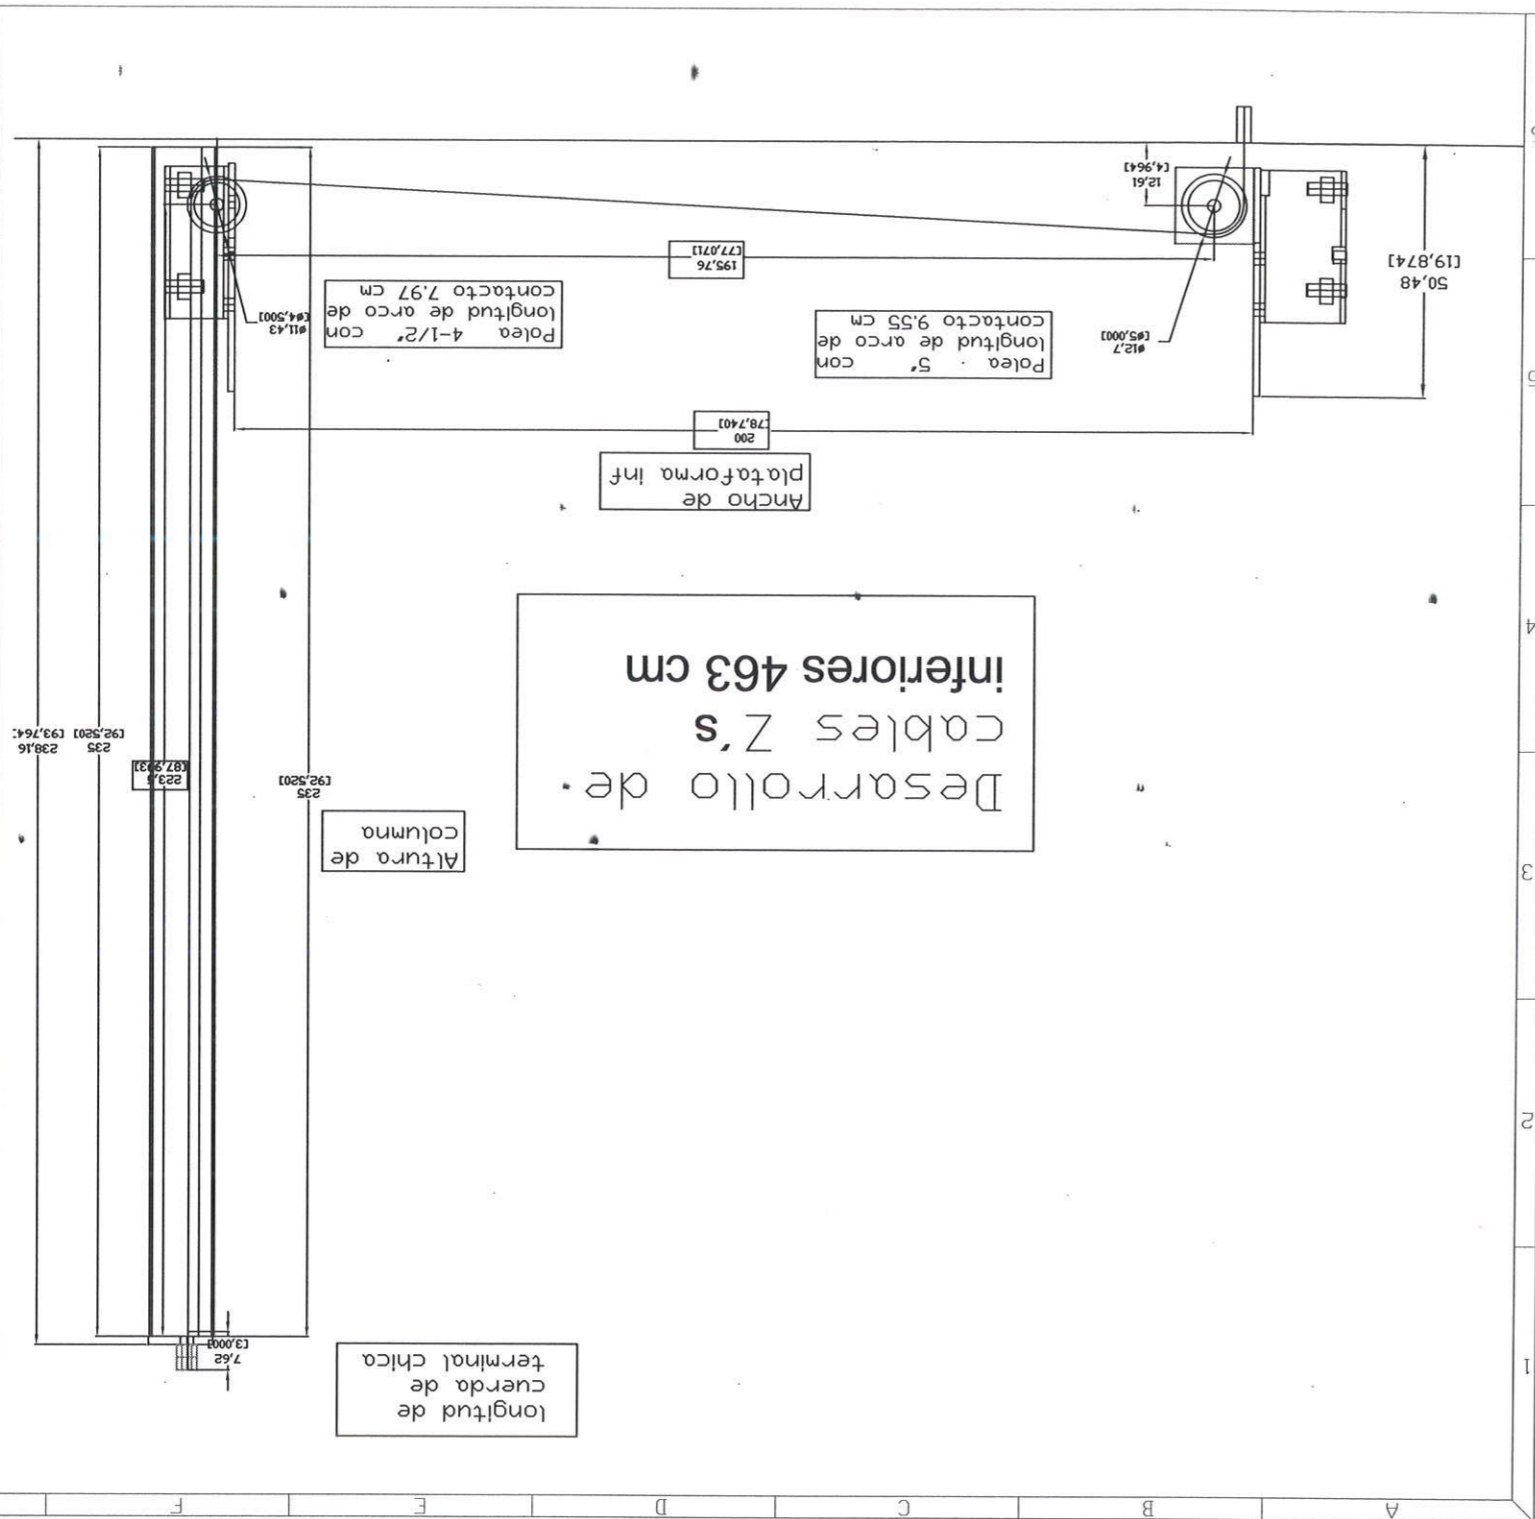 A
B
C
D
E
F
1
longitud de
cuerda de
terminal chica
7,62
[3,000]
2
3
Altura de
columna
Desarrollo de
cables Z's
inferiores 463 cm
235
[92,520]
223,5
235
[92,520]
238,16
[93,764]
4
Ancho de
plataforma inf
200
[78,740]
5
Polea 5" con
longitud de arco de
contacto 9.55 cm
Polea 4-1/2" con
longitud de arco de
contacto 7.97 cm
ø12,7
[ø5,000]
ø11,43
[ø4,500]
50,48
[19,874]
195,76
[77,071]
12,61
[4,964]